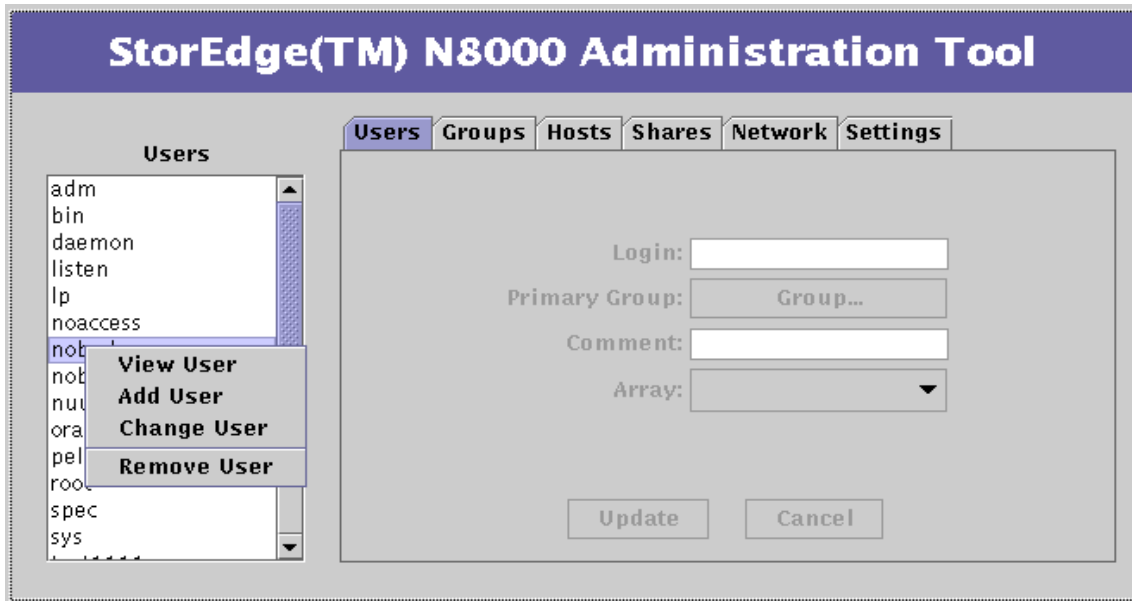 StorEdge(TM) N8000 Administration Tool
Users Groups Hosts Shares Network Settings
Users
adm
bin
daemon
listen
lp
noaccess
View User
Add User
Change User
Remove User
spec
sys
Login:
Primary Group: Group...
Comment:
Array:
Update Cancel